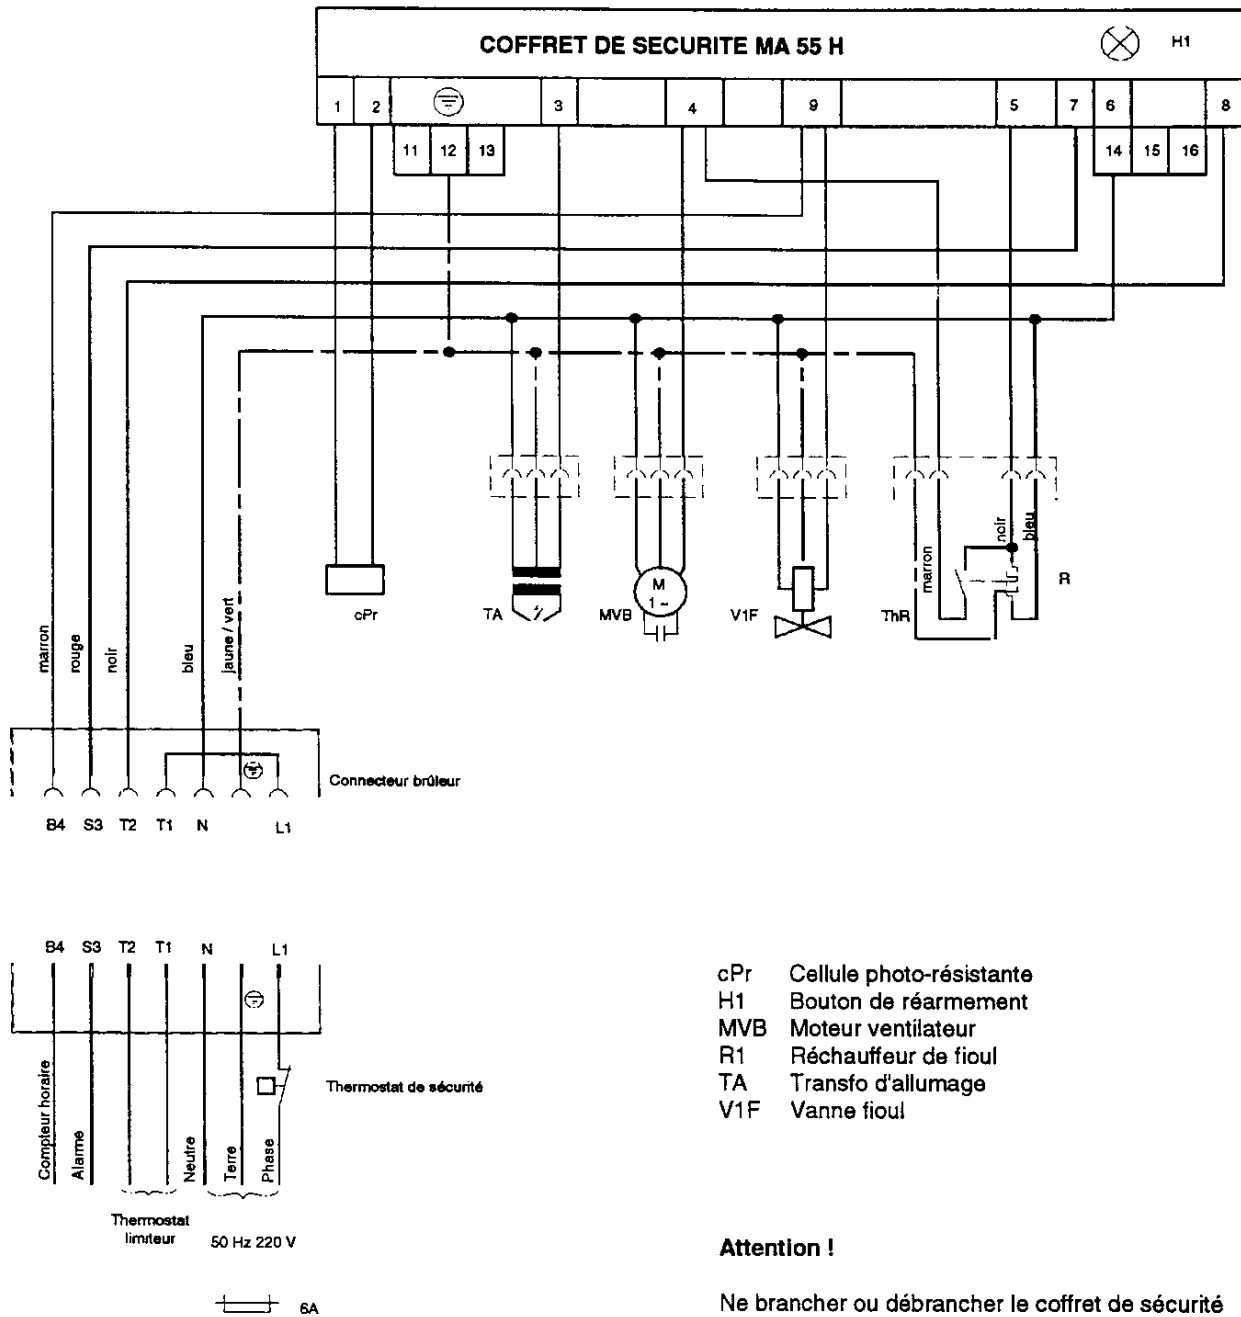 COFFRET DE SECURITE MA 55 H
H1
1 2 3 4 9 5 7 6 8
11 12 13 14 15 16
noir
bleu
marron
R
cPr
TA
MVB
M
1 ~
V1F
ThR
marron
rouge
noir
bleu
jaune / vert
Connecteur brûleur
B4 S3 T2 T1 N L1
B4 S3 T2 T1 N L1
Thermostat de sécurité
Compteur horaire
Alarme
Neutre
Terre
Phase
Thermostat
limiteur
50 Hz 220 V
6A
cPr Cellule photo-résistante
H1 Bouton de réarmement
MVB Moteur ventilateur
R1 Réchauffeur de fioul
TA Transfo d'allumage
V1F Vanne fioul
Attention !
Ne brancher ou débrancher le coffret de sécurité